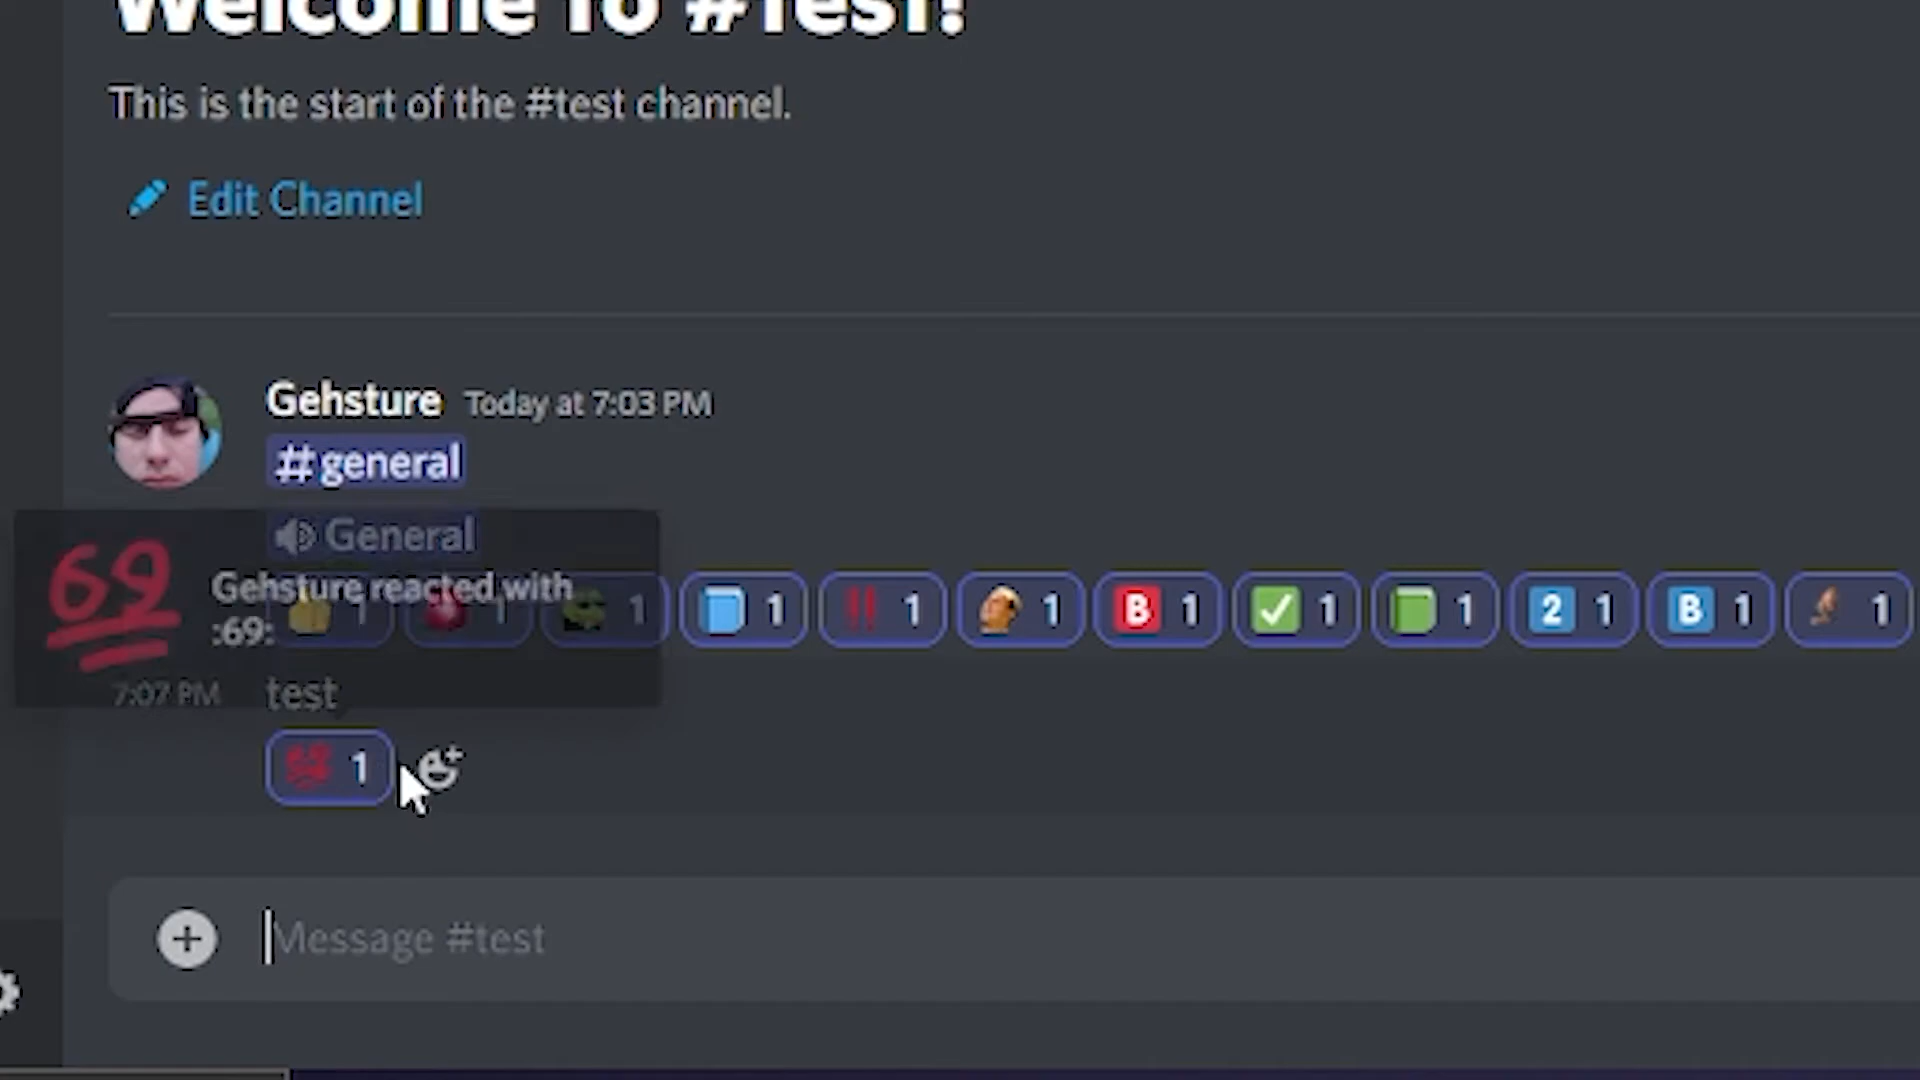 Welcome to #test!
This is the start of the #test channel.
Edit Channel
Gehsture Today at 7:03 PM
#general
General
69 Gehsture reacted with
:69:
1 1 1 1 1 1 B 1 1 1 2 1 B 1 1
7:07 PM test
69 1
Message #test